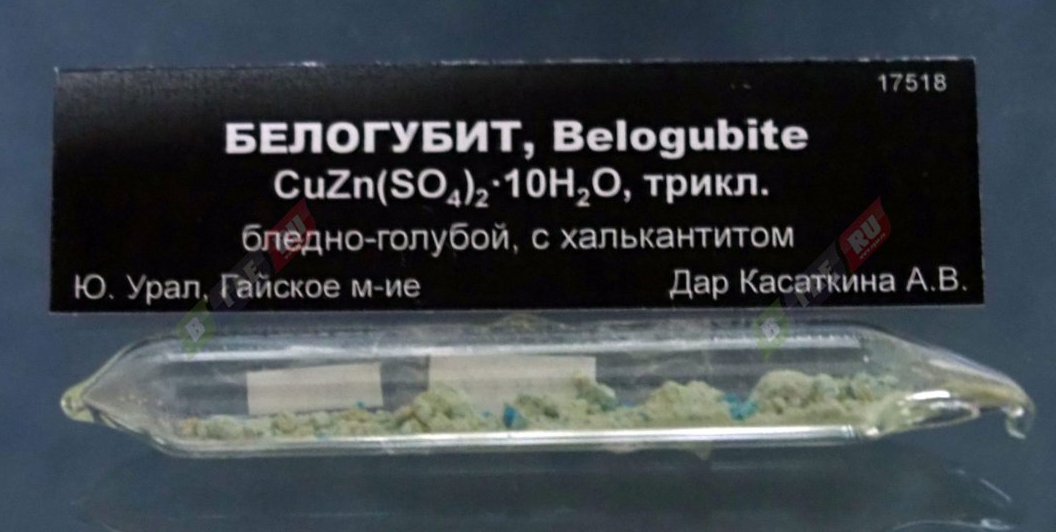 17518
БЕЛОГУБИТ, Belogubite
CuZn(SO₄)₂·10H₂O, трикл.
бледно-голубой, с халькантитом
Ю. Урал, Гайское м-ие
Дар Касаткина А.В.